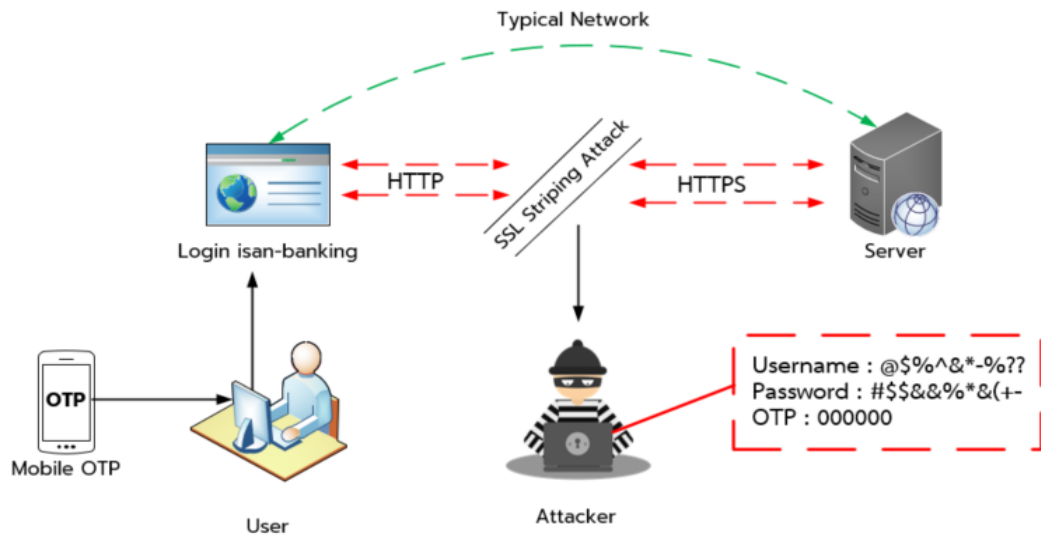 Typical Network
HTTP
SSL Striping Attack
HTTPS
Login isan-banking
Server
OTP
Mobile OTP
User
Attacker
Username : @$%^&*-%??
Password : #$$&&%*&(+-
OTP : 000000